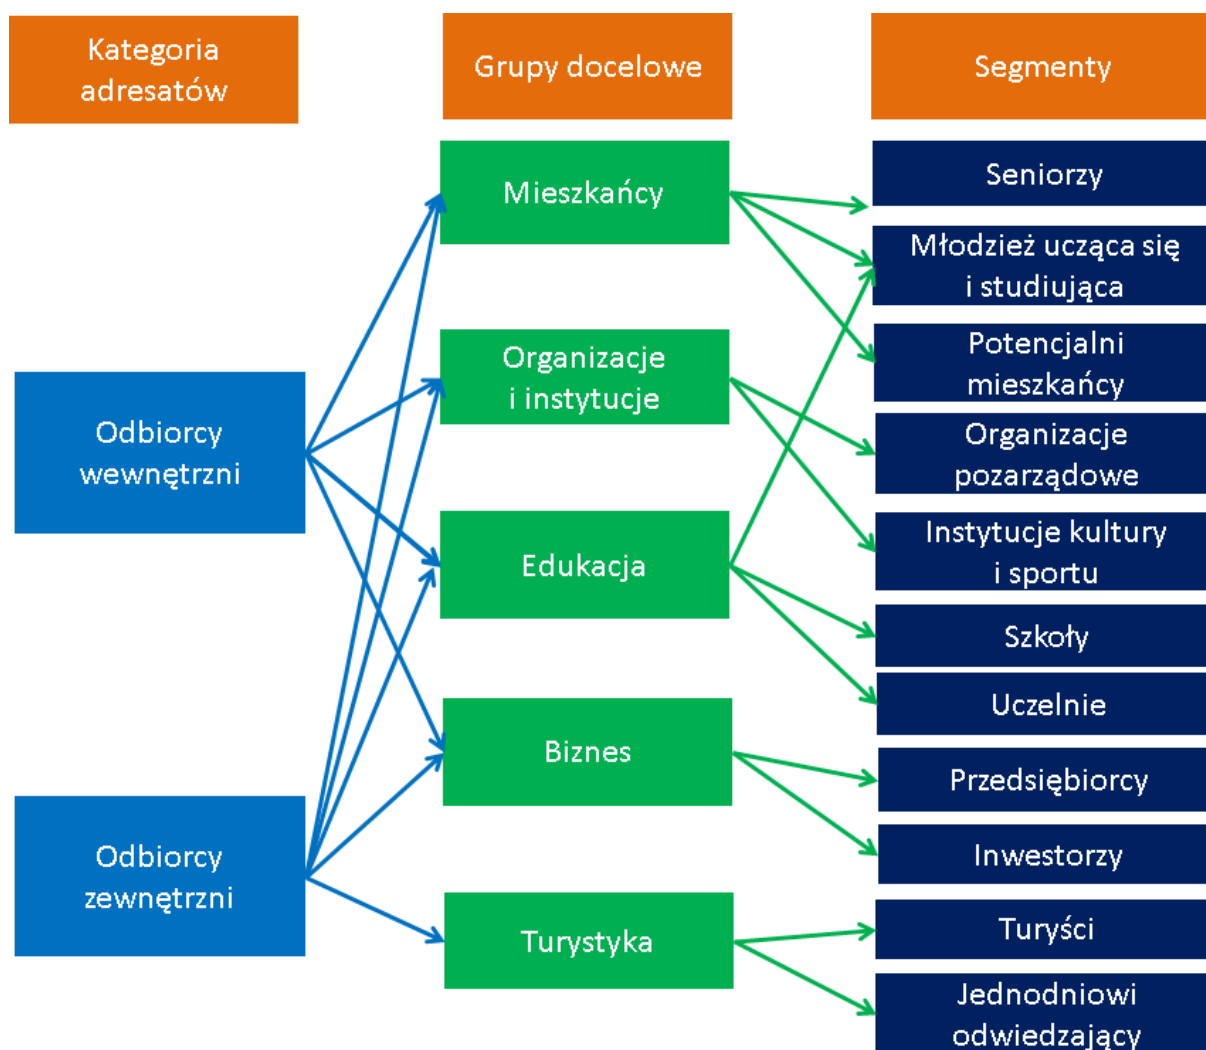 Kategoria
adresatów
Grupy docelowe
Segmenty
Odbiorcy
wewnętrzni
Odbiorcy
zewnętrzni
Mieszkańcy
Organizacje
i instytucje
Edukacja
Biznes
Turystyka
Seniorzy
Młodzież ucząca się
i studiująca
Potencjalni
mieszkańcy
Organizacje
pozarządowe
Instytucje kultury
i sportu
Szkoły
Uczelnie
Przedsiębiorcy
Inwestorzy
Turyści
Jednodniowi
odwiedzający